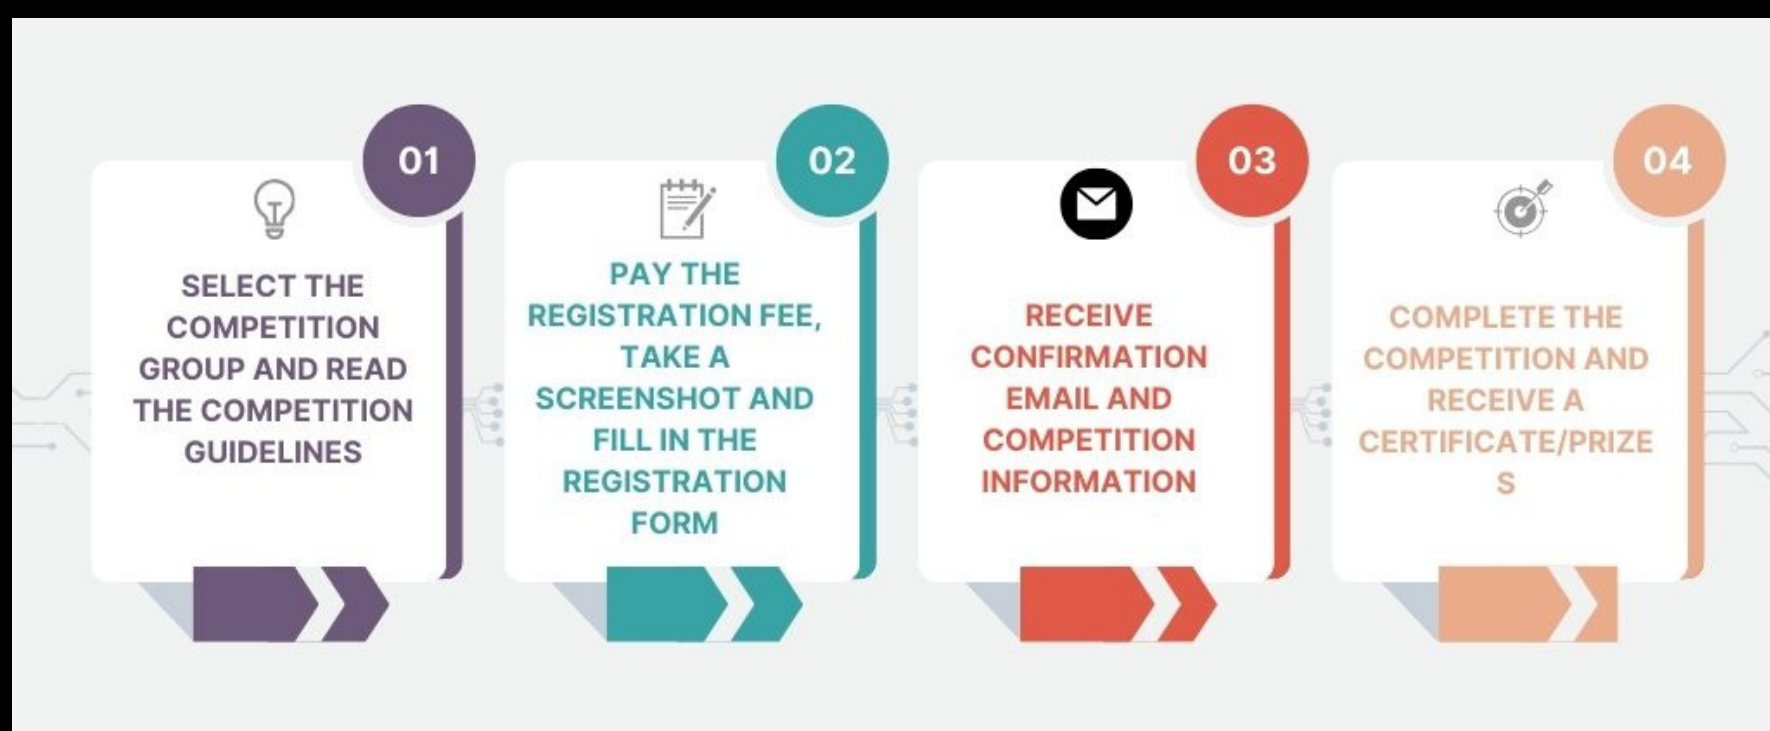 01
SELECT THE
COMPETITION
GROUP AND READ
THE COMPETITION
GUIDELINES
02
PAY THE
REGISTRATION FEE,
TAKE A
SCREENSHOT AND
FILL IN THE
REGISTRATION
FORM
03
RECEIVE
CONFIRMATION
EMAIL AND
COMPETITION
INFORMATION
04
COMPLETE THE
COMPETITION AND
RECEIVE A
CERTIFICATE/PRIZE
S